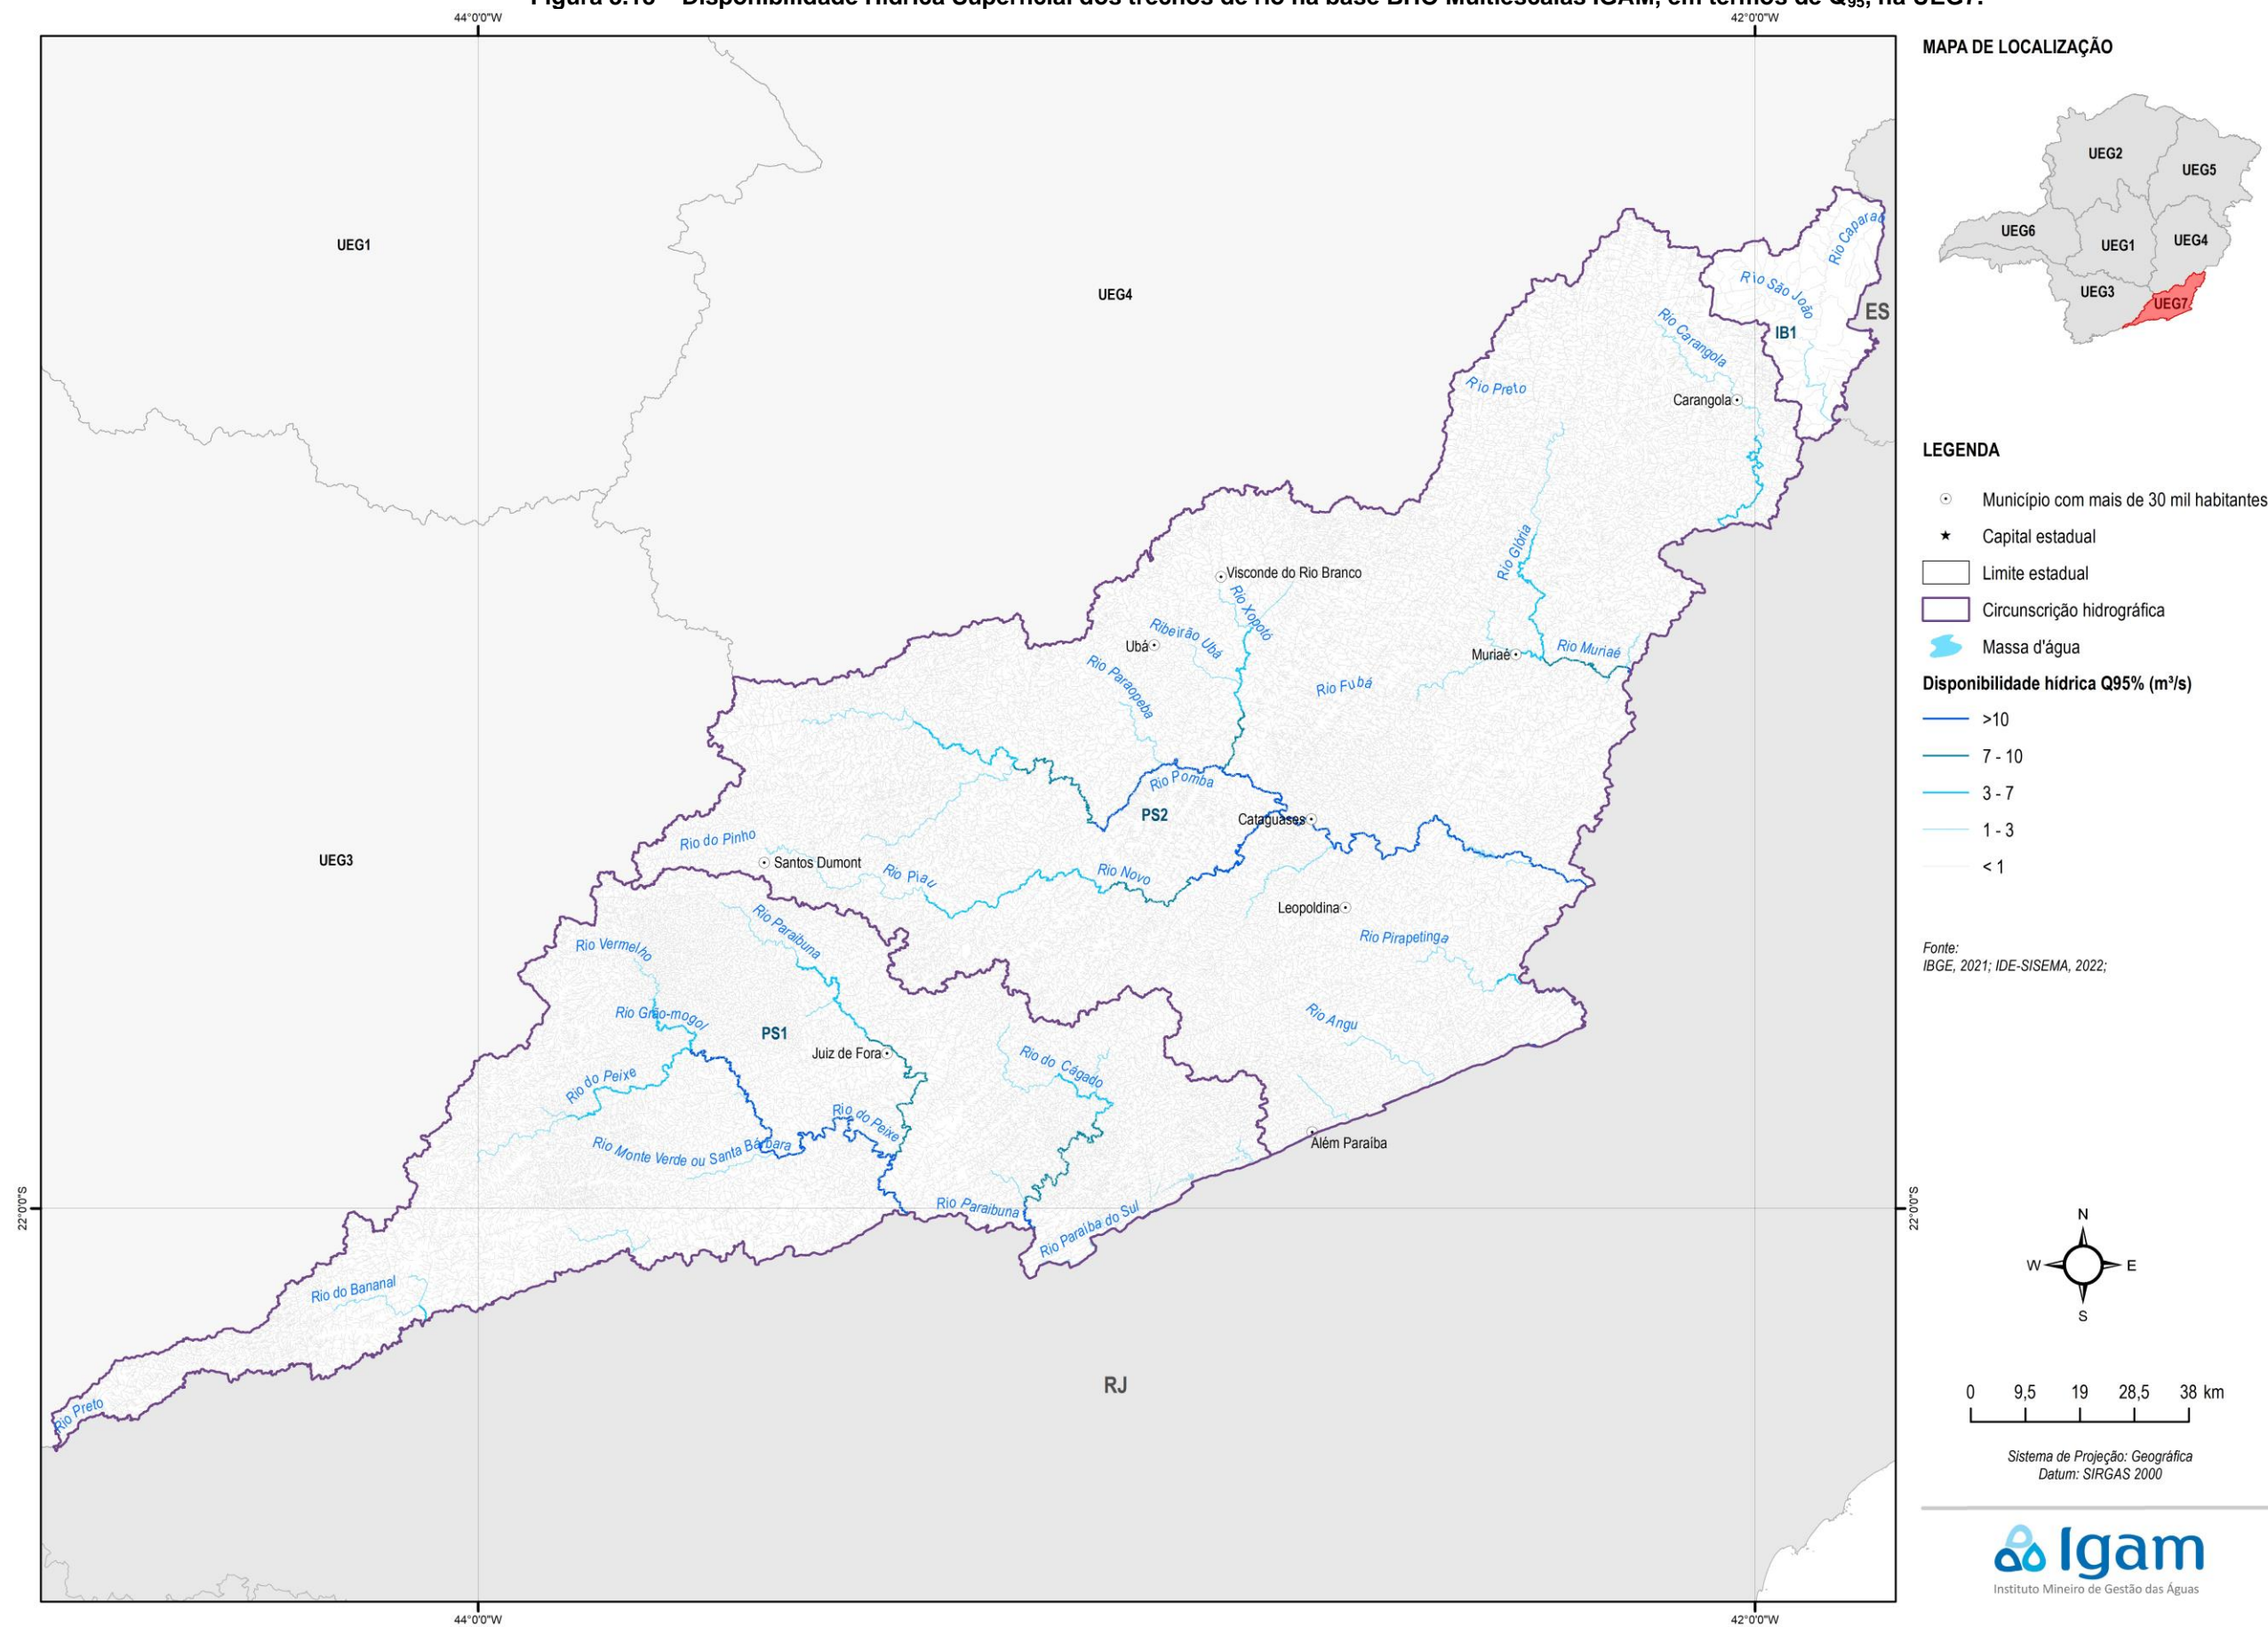 Figura 3.16 – Disponibilidade Hídrica Superficial dos trechos de rio na base BHO Multiescalas IGAM, em termos de Q95, na UEG7.
44°0'0"W
42°0'0"W
MAPA DE LOCALIZAÇÃO
UEG2
UEG5
UEG6
UEG1
UEG4
UEG3
UEG7
UEG1
UEG4
UEG3
Rio Caparaó
Rio São João
ES
IB1
Rio Carangola
Rio Preto
Carangola
Rio Glória
Visconde do Rio Branco
Rio Xopotó
Ribeirão Ubá
Ubá
Rio Paraopeba
Muriaé
Rio Muriaé
Rio Fubá
Rio Pomba
PS2
Cataguases
Rio do Pinho
Santos Dumont
Rio Piau
Rio Novo
Leopoldina
Rio Paraibuna
Rio Pirapetinga
Rio Vermelho
Rio Grão-mogol
PS1
Rio Angu
Juiz de Fora
Rio do Cágado
Rio do Peixe
Rio do Peixe
Rio Monte Verde ou Santa Bárbara
Além Paraíba
Rio Paraibuna
Rio Paraíba do Sul
Rio do Bananal
Rio Preto
RJ
22°0'0"S
22°0'0"S
44°0'0"W
42°0'0"W
LEGENDA
Município com mais de 30 mil habitantes
Capital estadual
Limite estadual
Circunscrição hidrográfica
Massa d'água
Disponibilidade hídrica Q95% (m³/s)
>10
7 - 10
3 - 7
1 - 3
< 1
Fonte:
IBGE, 2021; IDE-SISEMA, 2022;
N
W
E
S
0 9,5 19 28,5 38 km
Sistema de Projeção: Geográfica
Datum: SIRGAS 2000
Igam
Instituto Mineiro de Gestão das Águas